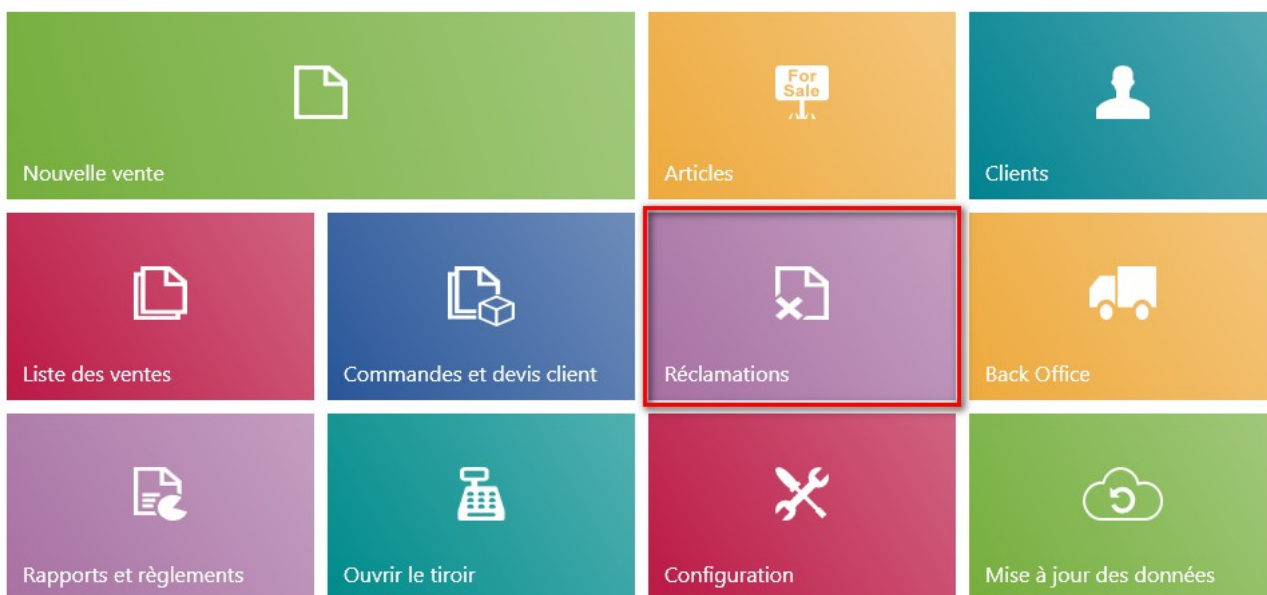 Nouvelle vente
For
Sale
Articles
Clients
Liste des ventes
Commandes et devis client
Réclamations
Back Office
Rapports et règlements
Ouvrir le tiroir
Configuration
Mise à jour des données